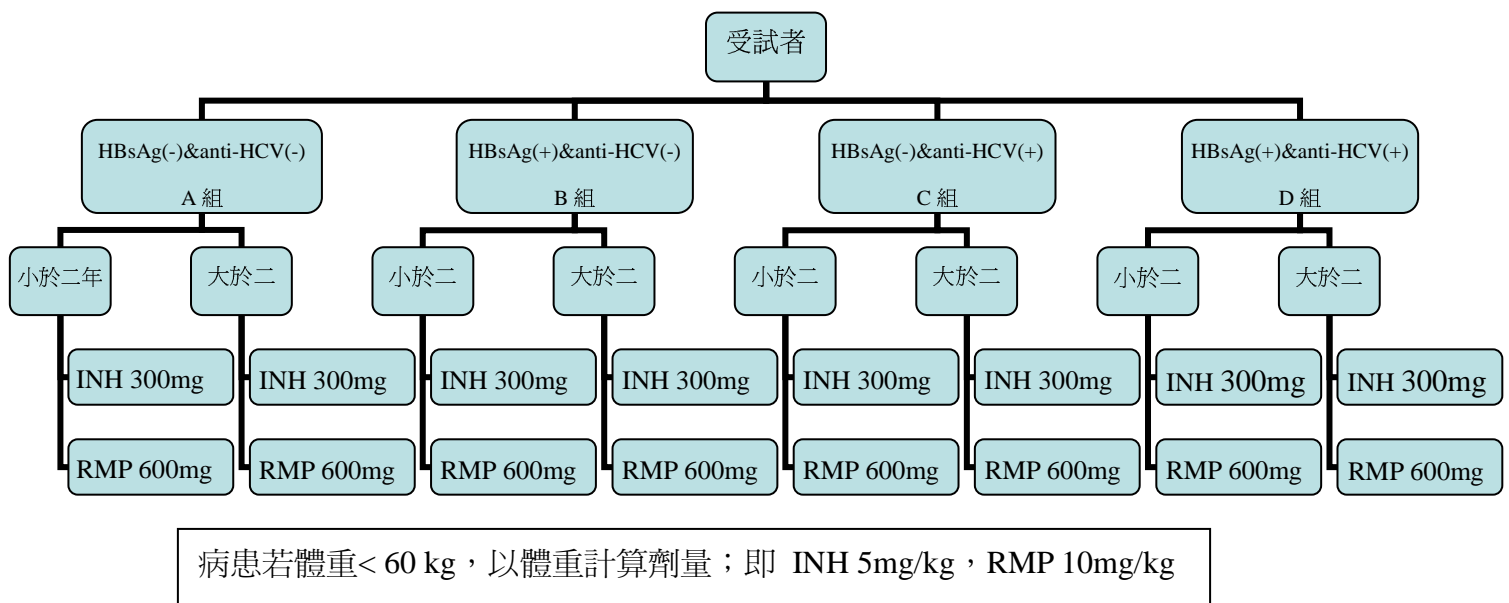 受試者
HBsAg(-)&anti-HCV(-)
A 組
HBsAg(+)&anti-HCV(-)
B 組
HBsAg(-)&anti-HCV(+)
C 組
HBsAg(+)&anti-HCV(+)
D 組
小於二年
大於二
小於二
大於二
小於二
大於二
小於二
大於二
INH 300mg
INH 300mg
INH 300mg
INH 300mg
INH 300mg
INH 300mg
INH 300mg
INH 300mg
RMP 600mg
RMP 600mg
RMP 600mg
RMP 600mg
RMP 600mg
RMP 600mg
RMP 600mg
RMP 600mg
病患若體重< 60 kg，以體重計算劑量；即 INH 5mg/kg，RMP 10mg/kg